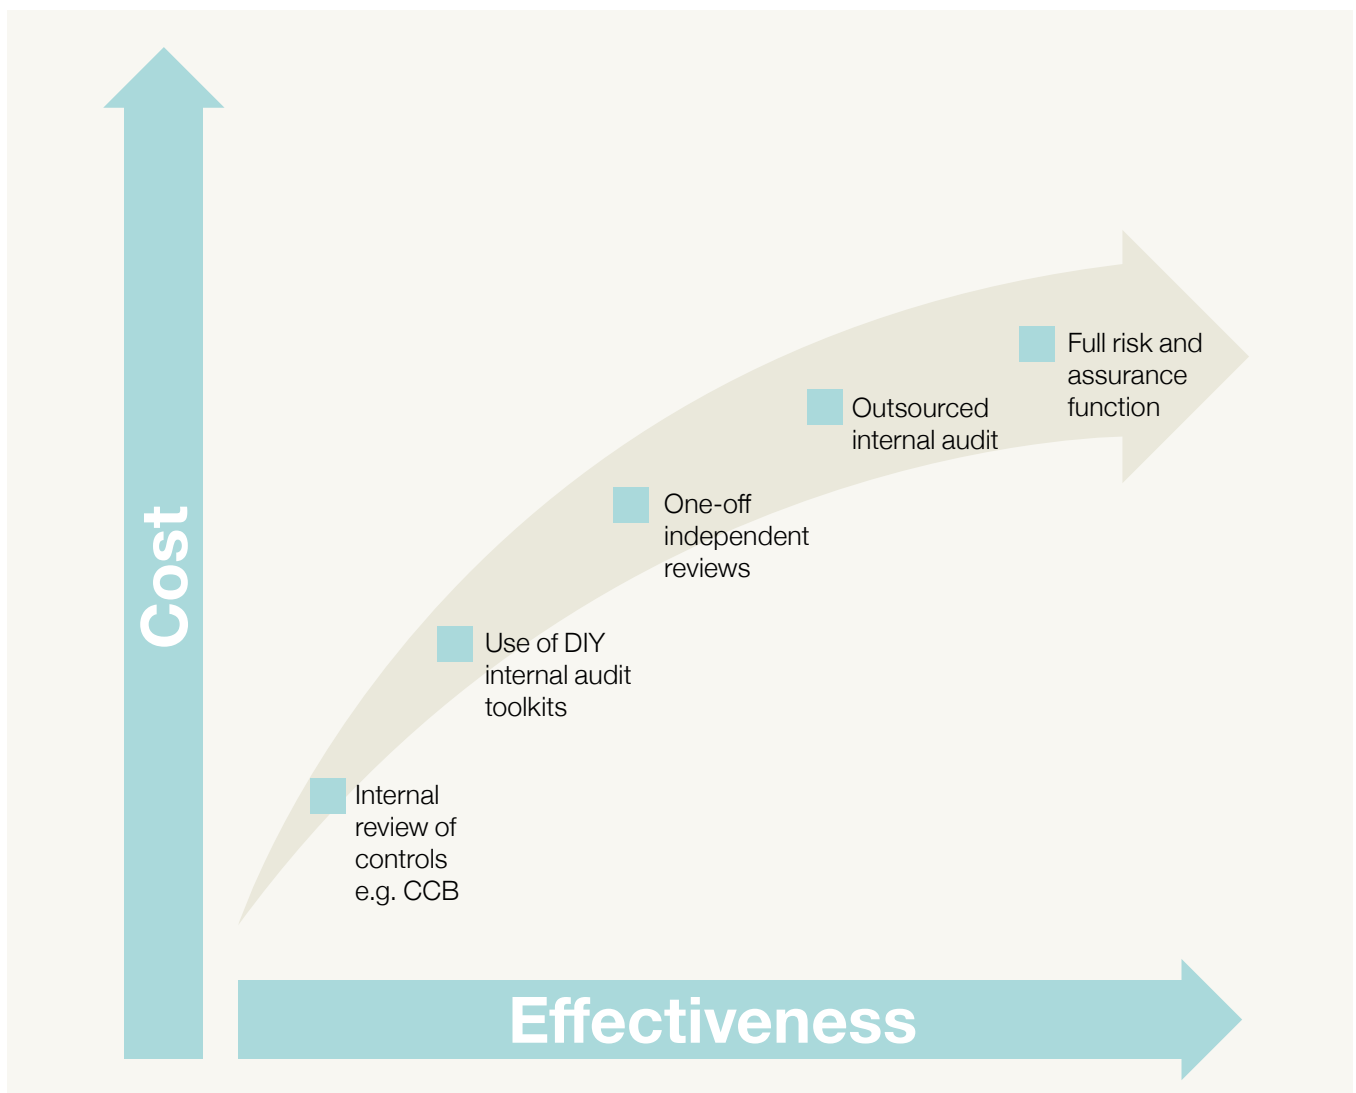 Cost
Full risk and
assurance
function
Outsourced
internal audit
One-off
independent
reviews
Use of DIY
internal audit
toolkits
Internal
review of
controls
e.g. CCB
Effectiveness